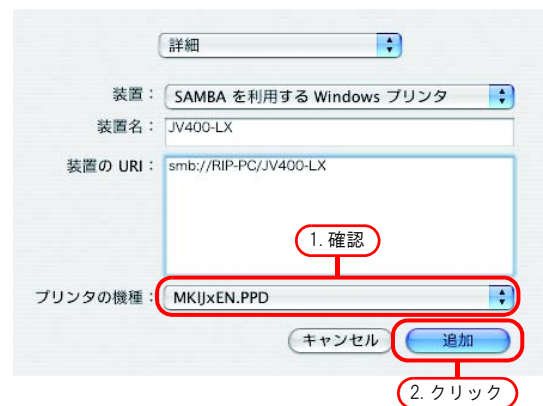 詳細
装置： SAMBA を利用する Windows プリンタ
装置名： JV400-LX
装置の URI： smb://RIP-PC/JV400-LX
1. 確認
プリンタの機種： MKIJxEN.PPD
キャンセル 追加
2. クリック